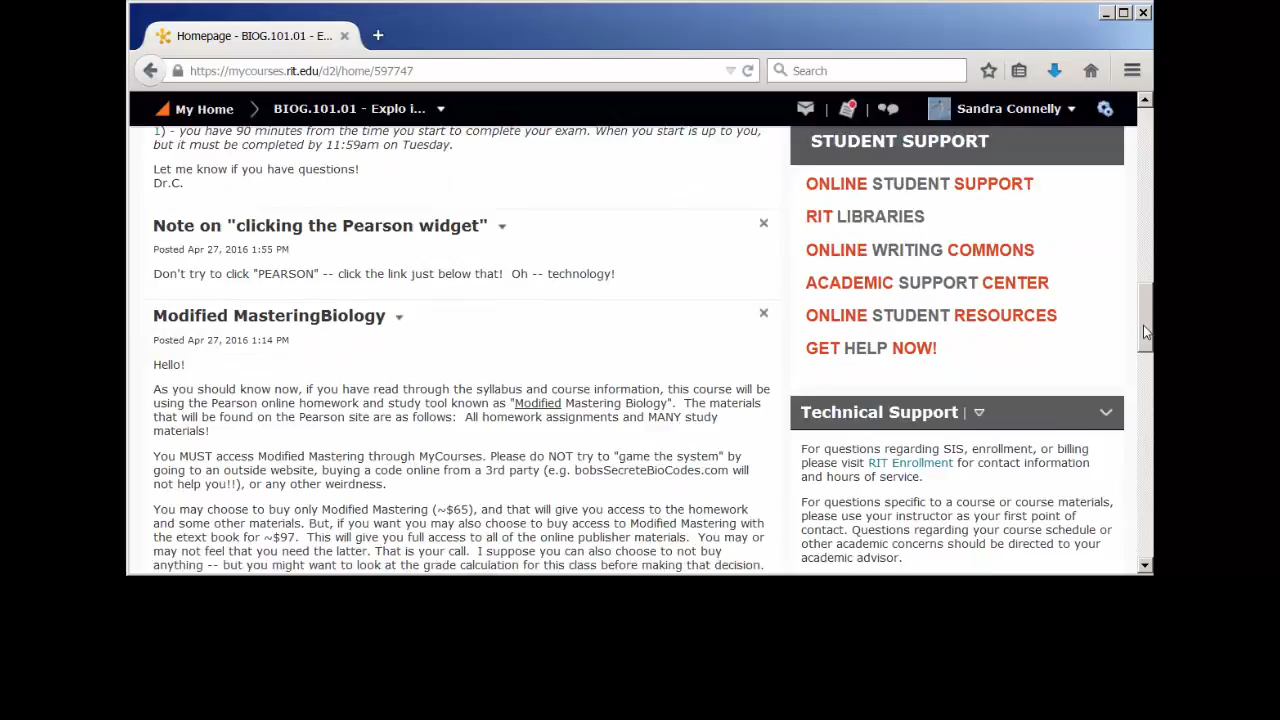 Homepage - BIOG.101.01 - E...
https://mycourses.rit.edu/d2l/home/597747
Search
My Home
BIOG.101.01 - Explo i...
Sandra Connelly
1) - you have 90 minutes from the time you start to complete your exam. When you start is up to you,
but it must be completed by 11:59am on Tuesday.
Let me know if you have questions!
Dr.C.
Note on "clicking the Pearson widget"
Posted Apr 27, 2016 1:55 PM
Don't try to click "PEARSON" -- click the link just below that! Oh -- technology!
Modified MasteringBiology
Posted Apr 27, 2016 1:14 PM
Hello!
As you should know now, if you have read through the syllabus and course information, this course will be
using the Pearson online homework and study tool known as "Modified Mastering Biology". The materials
that will be found on the Pearson site are as follows: All homework assignments and MANY study
materials!
You MUST access Modified Mastering through MyCourses. Please do NOT try to "game the system" by
going to an outside website, buying a code online from a 3rd party (e.g. bobsSecreteBioCodes.com will
not help you!!), or any other weirdness.
You may choose to buy only Modified Mastering (~$65), and that will give you access to the homework
and some other materials. But, if you want you may also choose to buy access to Modified Mastering with
the etext book for ~$97. This will give you full access to all of the online publisher materials. You may or
may not feel that you need the latter. That is your call. I suppose you can also choose to not buy
anything -- but you might want to look at the grade calculation for this class before making that decision.
STUDENT SUPPORT
ONLINE STUDENT SUPPORT
RIT LIBRARIES
ONLINE WRITING COMMONS
ACADEMIC SUPPORT CENTER
ONLINE STUDENT RESOURCES
GET HELP NOW!
Technical Support
For questions regarding SIS, enrollment, or billing
please visit RIT Enrollment for contact information
and hours of service.
For questions specific to a course or course materials,
please use your instructor as your first point of
contact. Questions regarding your course schedule or
other academic concerns should be directed to your
academic advisor.